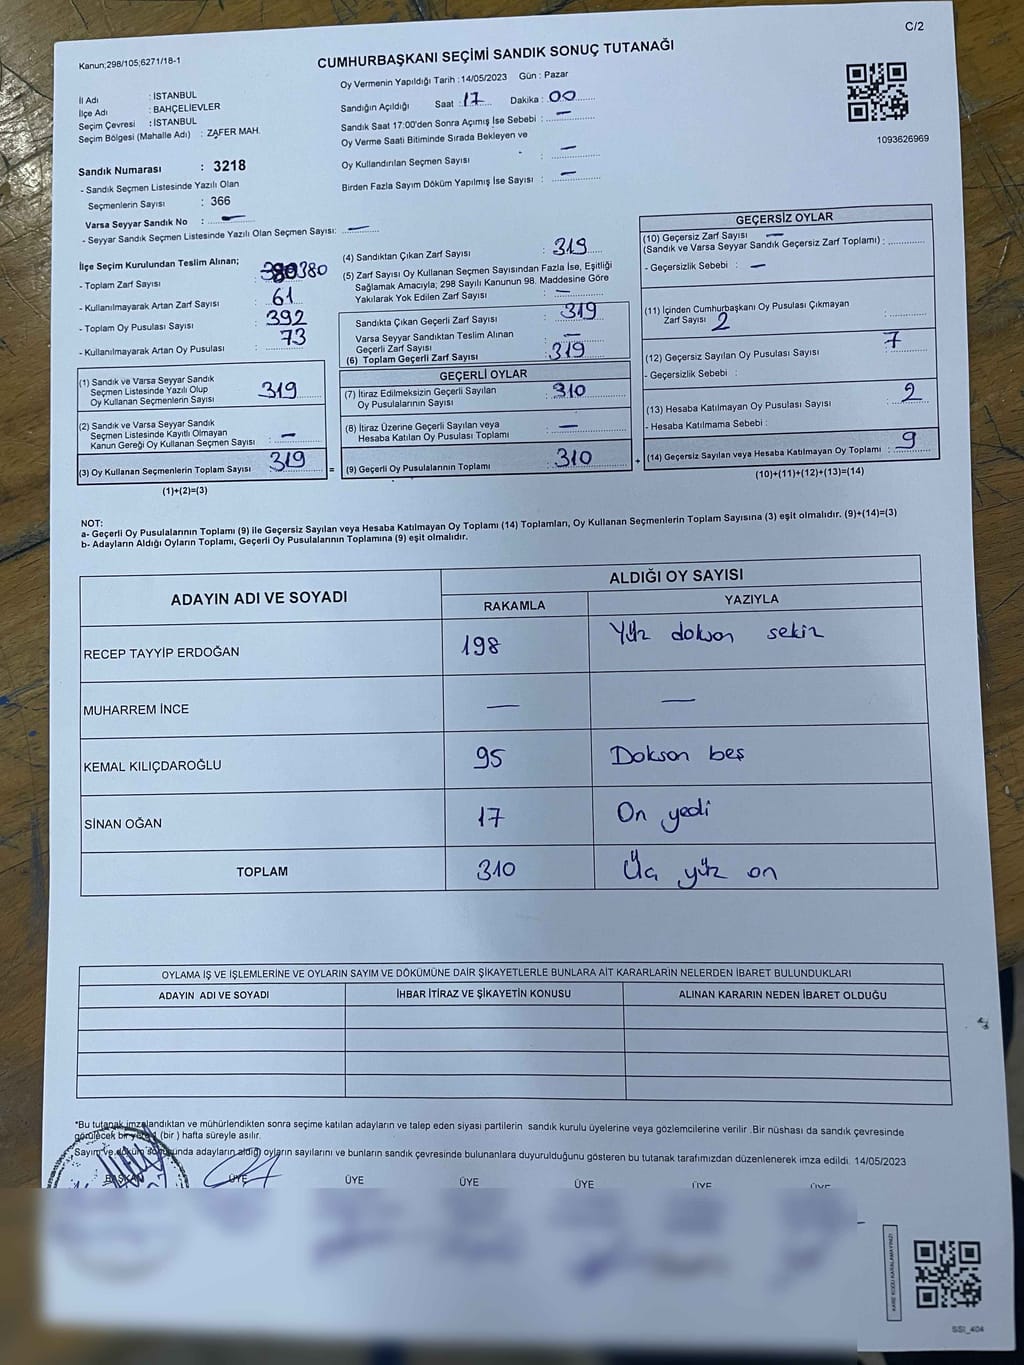 C/2
Kanun;298/105;6271/18-1
CUMHURBAŞKANI SEÇİMİ SANDIK SONUÇ TUTANAĞI
1093626969
İl Adı : İSTANBUL
İlçe Adı : BAHÇELİEVLER
Seçim Çevresi : İSTANBUL
Seçim Bölgesi (Mahalle Adı) : ZAFER MAH.
Sandık Numarası : 3218
- Sandık Seçmen Listesinde Yazılı Olan
Seçmenlerin Sayısı : 366
Varsa Seyyar Sandık No : —
- Seyyar Sandık Seçmen Listesinde Yazılı Olan Seçmen Sayısı: —
Oy Vermenin Yapıldığı Tarih : 14/05/2023 Gün : Pazar
Sandığın Açıldığı Saat : 17 Dakika : 00
Sandık Saat 17:00'den Sonra Açımış İse Sebebi : —
Oy Verme Saati Bitiminde Sırada Bekleyen ve
Oy Kullandırılan Seçmen Sayısı : —
Birden Fazla Sayım Döküm Yapılmış İse Sayısı : —
İlçe Seçim Kurulundan Teslim Alınan;
- Toplam Zarf Sayısı : 380
- Kullanılmayarak Artan Zarf Sayısı : 61
- Toplam Oy Pusulası Sayısı : 392
- Kullanılmayarak Artan Oy Pusulası : 73
(1) Sandık ve Varsa Seyyar Sandık
Seçmen Listesinde Yazılı Olup
Oy Kullanan Seçmenlerin Sayısı : 319
(2) Sandık ve Varsa Seyyar Sandık
Seçmen Listesinde Kayıtlı Olmayan
Kanun Gereği Oy Kullanan Seçmen Sayısı : —
(3) Oy Kullanan Seçmenlerin Toplam Sayısı : 319
(1)+(2)=(3)
(4) Sandıktan Çıkan Zarf Sayısı : 319
(5) Zarf Sayısı Oy Kullanan Seçmen Sayısından Fazla İse, Eşitliği
Sağlamak Amacıyla; 298 Sayılı Kanunun 98. Maddesine Göre
Yakılarak Yok Edilen Zarf Sayısı : —
Sandıkta Çıkan Geçerli Zarf Sayısı : 319
Varsa Seyyar Sandıktan Teslim Alınan
Geçerli Zarf Sayısı : —
(6) Toplam Geçerli Zarf Sayısı : 319
GEÇERLİ OYLAR
(7) İtiraz Edilmeksizin Geçerli Sayılan
Oy Pusulalarının Sayısı : 310
(8) İtiraz Üzerine Geçerli Sayılan veya
Hesaba Katılan Oy Pusulası Toplamı : —
(9) Geçerli Oy Pusulalarının Toplamı : 310
GEÇERSİZ OYLAR
(10) Geçersiz Zarf Sayısı —
(Sandık ve Varsa Seyyar Sandık Geçersiz Zarf Toplamı) :
- Geçersizlik Sebebi : —
(11) İçinden Cumhurbaşkanı Oy Pusulası Çıkmayan
Zarf Sayısı 2 :
(12) Geçersiz Sayılan Oy Pusulası Sayısı : 7
- Geçersizlik Sebebi :
(13) Hesaba Katılmayan Oy Pusulası Sayısı : 2
- Hesaba Katılmama Sebebi :
(14) Geçersiz Sayılan veya Hesaba Katılmayan Oy Toplamı : 9
(10)+(11)+(12)+(13)=(14)
NOT:
a- Geçerli Oy Pusulalarının Toplamı (9) ile Geçersiz Sayılan veya Hesaba Katılmayan Oy Toplamı (14) Toplamları, Oy Kullanan Seçmenlerin Toplam Sayısına (3) eşit olmalıdır. (9)+(14)=(3)
b- Adayların Aldığı Oyların Toplamı, Geçerli Oy Pusulalarının Toplamına (9) eşit olmalıdır.
ADAYIN ADI VE SOYADI ALDIĞI OY SAYISI
RAKAMLA YAZIYLA
RECEP TAYYİP ERDOĞAN 198 Yüz doksan sekiz
MUHARREM İNCE — —
KEMAL KILIÇDAROĞLU 95 Doksan beş
SİNAN OĞAN 17 On yedi
TOPLAM 310 Üç yüz on
OYLAMA İŞ VE İŞLEMLERİNE VE OYLARIN SAYIM VE DÖKÜMÜNE DAİR ŞİKAYETLERLE BUNLARA AİT KARARLARIN NELERDEN İBARET BULUNDUKLARI
ADAYIN ADI VE SOYADI İHBAR İTİRAZ VE ŞİKAYETİN KONUSU ALINAN KARARIN NEDEN İBARET OLDUĞU
*Bu tutanak imzalandıktan ve mühürlendikten sonra seçime katılan adayların ve talep eden siyasi partilerin sandık kurulu üyelerine veya gözlemcilerine verilir .Bir nüshası da sandık çevresinde
görülecek bir yere 1 (bir ) hafta süreyle asılır.
Sayım ve döküm sonunda adayların aldığı oyların sayılarını ve bunların sandık çevresinde bulunanlara duyurulduğunu gösteren bu tutanak tarafımızdan düzenlenerek imza edildi. 14/05/2023
BAŞKAN ÜYE ÜYE ÜYE ÜYE ÜYE ÜYE
KARE KODU KARALAMAYINIZ!
SSI_404